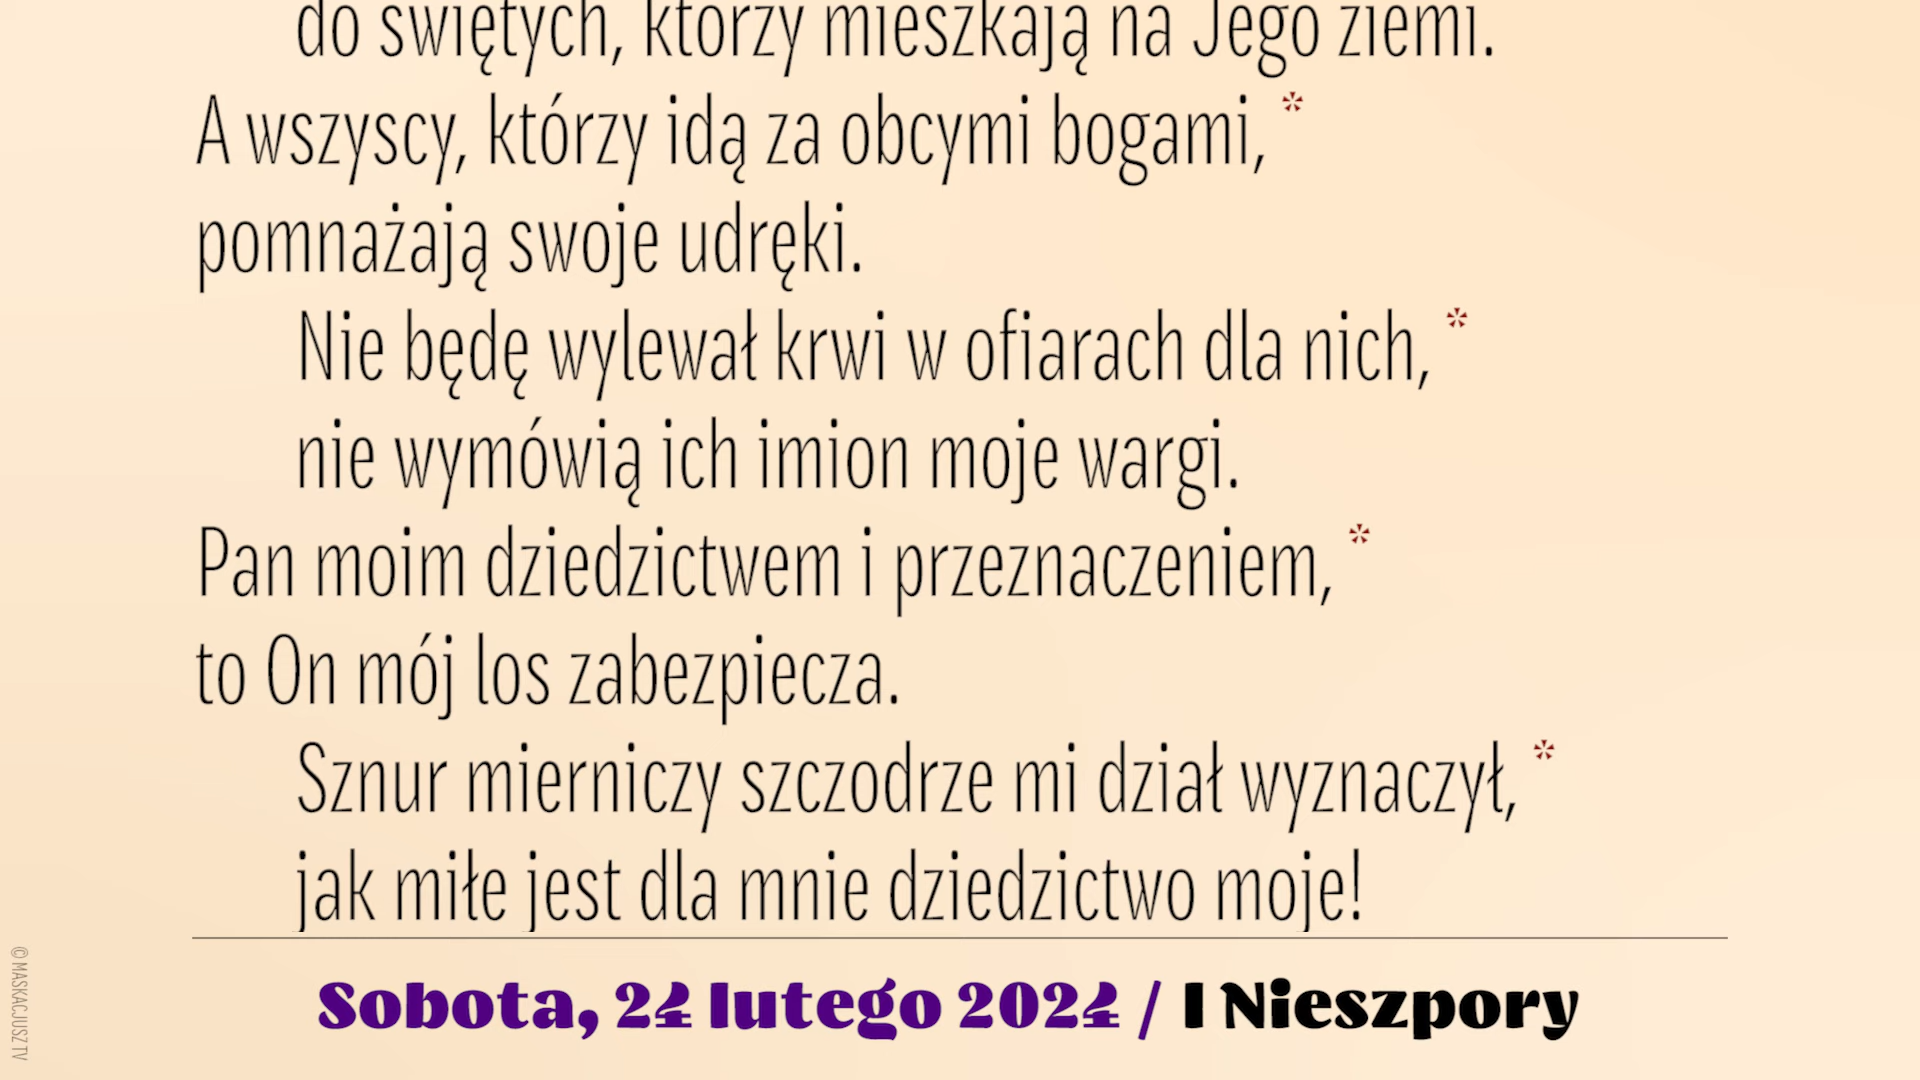 do świętych, którzy mieszkają na Jego ziemi.
A wszyscy, którzy idą za obcymi bogami, *
pomnażają swoje udręki.
Nie będę wylewał krwi w ofiarach dla nich, *
nie wymówią ich imion moje wargi.
Pan moim dziedzictwem i przeznaczeniem, *
to On mój los zabezpiecza.
Sznur mierniczy szczodrze mi dział wyznaczył, *
jak miłe jest dla mnie dziedzictwo moje!
Sobota, 24 lutego 2024 / I Nieszpory
© MASKACJUSZ TV